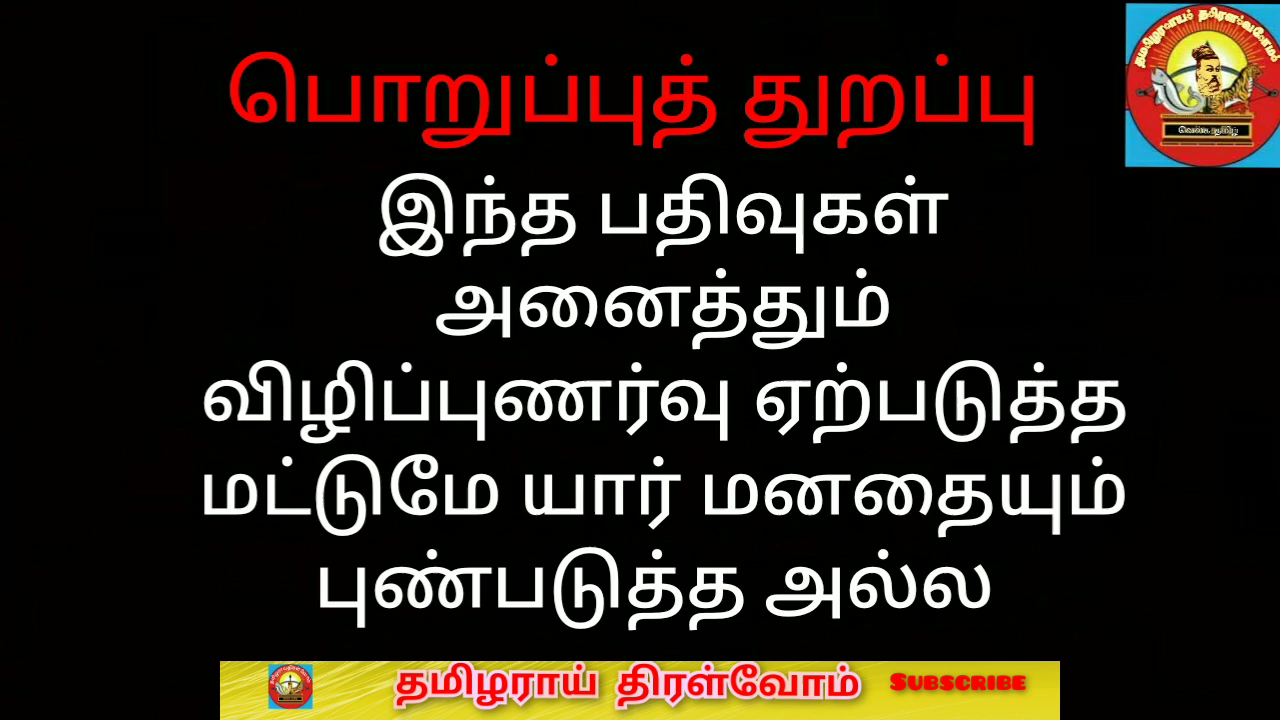 பொறுப்புத் துறப்பு
இந்த பதிவுகள்
அனைத்தும்
விழிப்புணர்வு ஏற்படுத்த
மட்டுமே யார் மனதையும்
புண்படுத்த அல்ல
தமிழராய் திரள்வோம் SUBSCRIBE